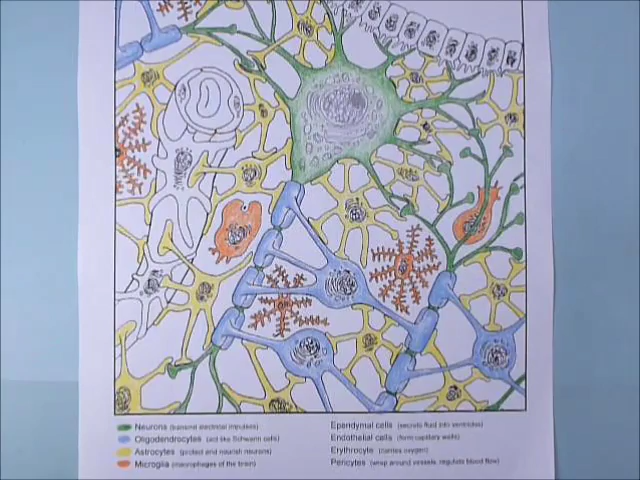 Neurons (transmit electrical impulses)
Oligodendrocytes (act like Schwann cells)
Astrocytes (protect and nourish neurons)
Microglia (macrophages of the brain)
Ependymal cells (secrete fluid into ventricles)
Endothelial cells (form capillary walls)
Erythrocyte (carries oxygen)
Pericytes (wrap around vessels, regulate blood flow)